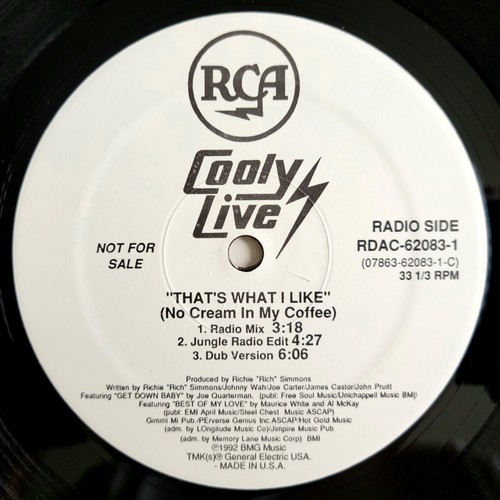 RCA
Cooly
Live
NOT FOR
SALE
RADIO SIDE
RDAC-62083-1
(07863-62083-1-C)
33 1/3 RPM
"THAT'S WHAT I LIKE"
(No Cream In My Coffee)
1. Radio Mix 3:18
2. Jungle Radio Edit 4:27
3. Dub Version 6:06
Produced by Richie "Rich" Simmons
Written by Richie "Rich" Simmons/Johnny Wah/Joe Carter/James Castor/John Pruitt
Featuring "GET DOWN BABY" by Joe Quarterman. (publ: Free Soul Music/Unichappell Music BMI)
Featuring "BEST OF MY LOVE" by Maurice White and Al McKay
(publ: EMI April Music/Steel Chest Music ASCAP)
Gimmi Mi Pub./PErverse Genius Inc.ASCAP/Hot Gold Music
(adm. by LOngitude Music Co)/Jimpire Music Pub
(adm. by Memory Lane Music Corp) BMI
℗1992 BMG Music
TMK(s)® General Electric USA.
- MADE IN U.S.A.